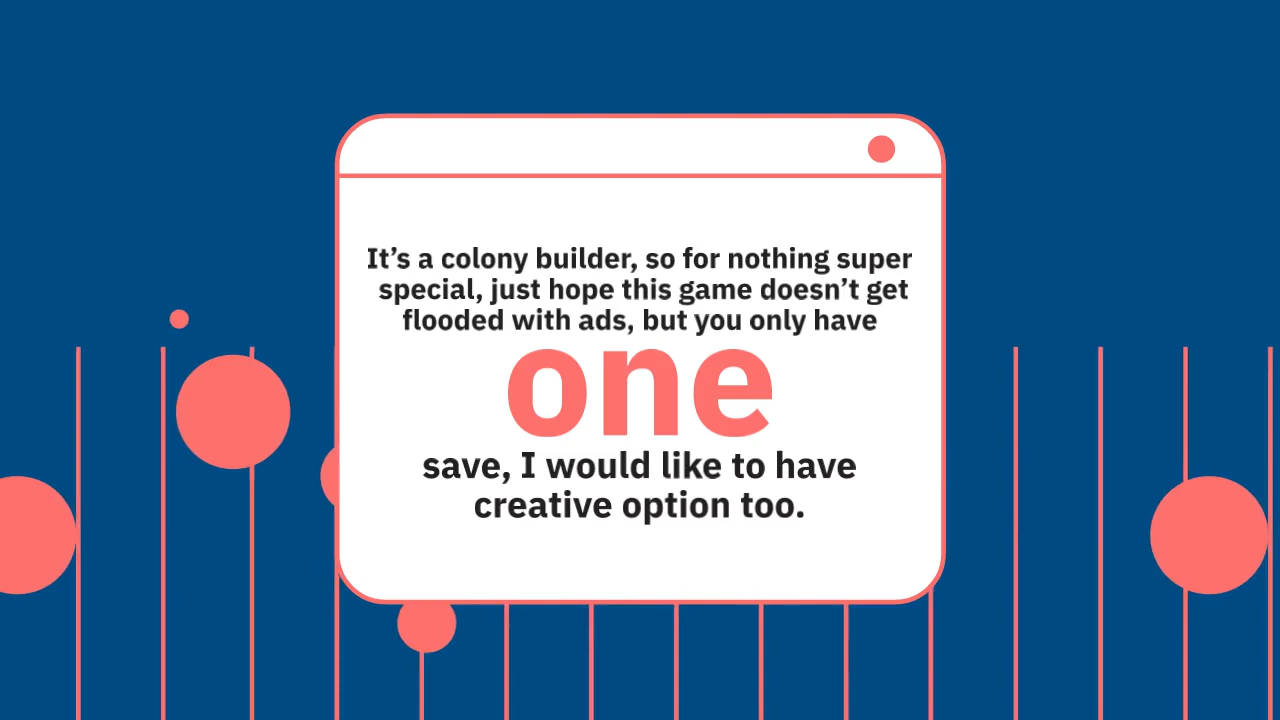 It’s a colony builder, so for nothing super
special, just hope this game doesn’t get
flooded with ads, but you only have
one
save, I would like to have
creative option too.